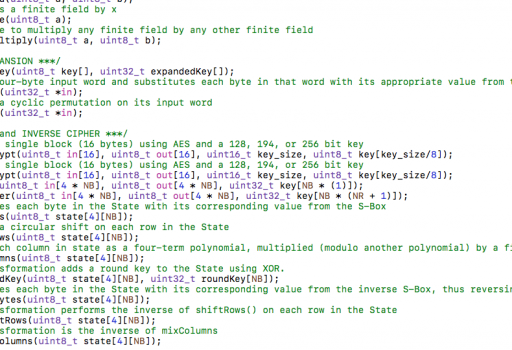 s a finite field by x
e(uint8_t a);
e to multiply any finite field by any other finite field
ltiply(uint8_t a, uint8_t b);
ANSION ***/
ey(uint8_t key[], uint32_t expandedKey[]);
our-byte input word and substitutes each byte in that word with its appropriate value from t
(uint32_t *in);
a cyclic permutation on its input word
(uint32_t *in);
and INVERSE CIPHER ***/
single block (16 bytes) using AES and a 128, 194, or 256 bit key
ypt(uint8_t in[16], uint8_t out[16], uint16_t key_size, uint8_t key[key_size/8]);
single block (16 bytes) using AES and a 128, 194, or 256 bit key
ypt(uint8_t in[16], uint8_t out[16], uint16_t key_size, uint8_t key[key_size/8]);
uint8_t in[4 * NB], uint8_t out[4 * NB], uint32_t key[NB * (1)]);
er(uint8_t in[4 * NB], uint8_t out[4 * NB], uint32_t key[NB * (NR + 1)]);
es each byte in the State with its corresponding value from the S-Box
s(uint8_t state[4][NB]);
a circular shift on each row in the State
ws(uint8_t state[4][NB]);
ch column in state as a four-term polynomial, multiplied (modulo another polynomial) by a fi
mns(uint8_t state[4][NB]);
sformation adds a round key to the State using XOR.
dKey(uint8_t state[4][NB], uint32_t roundKey[NB]);
es each byte in the State with its corresponding value from the inverse S-Box, thus reversin
ytes(uint8_t state[4][NB]);
sformation performs the inverse of shiftRows() on each row in the State
tRows(uint8_t state[4][NB]);
sformation is the inverse of mixColumns
olumns(uint8_t state[4][NB]);